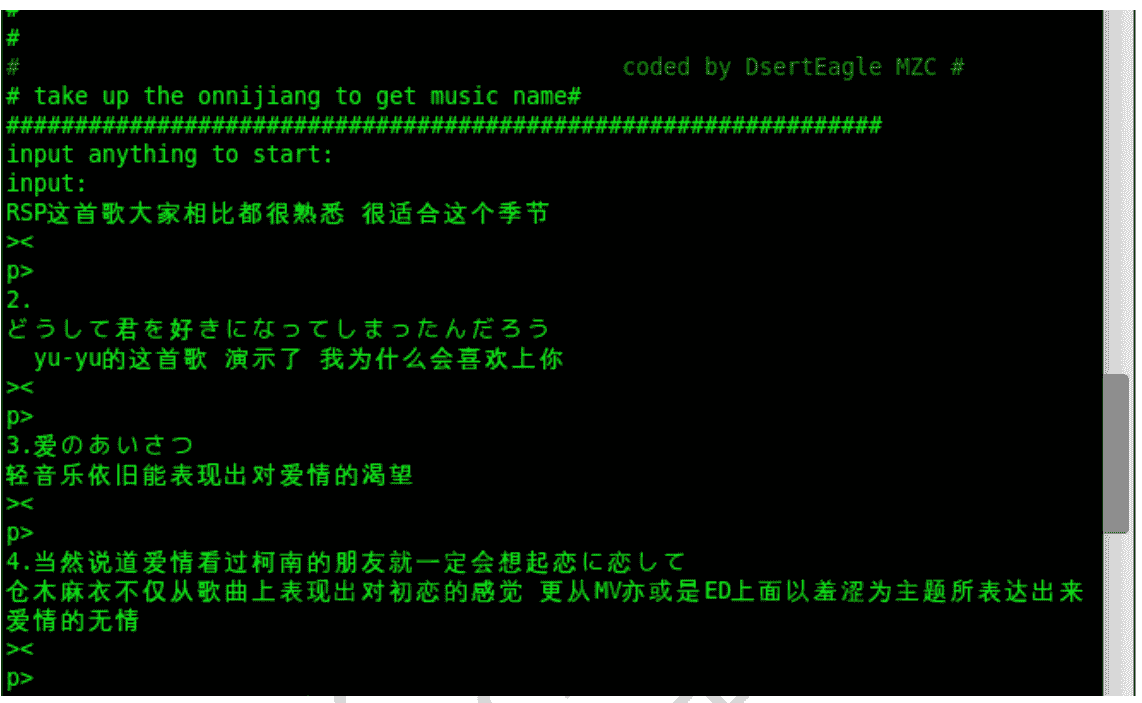 #
#
# coded by DsertEagle MZC #
# take up the onnijiang to get music name#
################################################################
input anything to start:
input:
RSP这首歌大家相比都很熟悉 很适合这个季节
><
p>
2.
どうして君を好きになってしまったんだろう
yu-yu的这首歌 演示了 我为什么会喜欢上你
><
p>
3.爱のあいさつ
轻音乐依旧能表现出对爱情的渴望
><
p>
4.当然说道爱情看过柯南的朋友就一定会想起恋に恋して
仓木麻衣不仅从歌曲上表现出对初恋的感觉 更从MV亦或是ED上面以羞涩为主题所表达出来
爱情的无情
><
p>